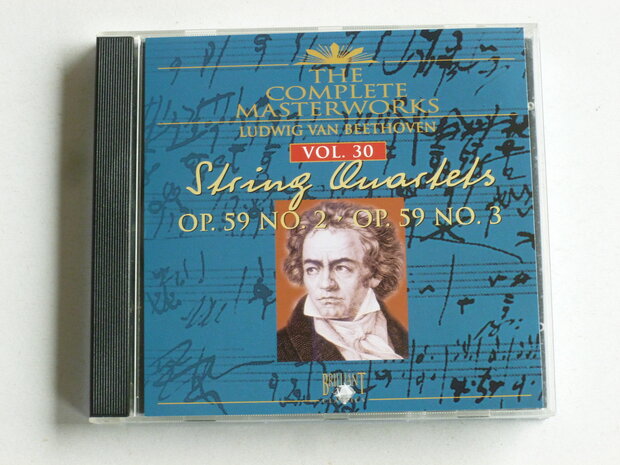 THE
COMPLETE
MASTERWORKS
LUDWIG VAN BEETHOVEN
VOL. 30
String Quartets
OP. 59 NO. 2 · OP. 59 NO. 3
BRILLIANT